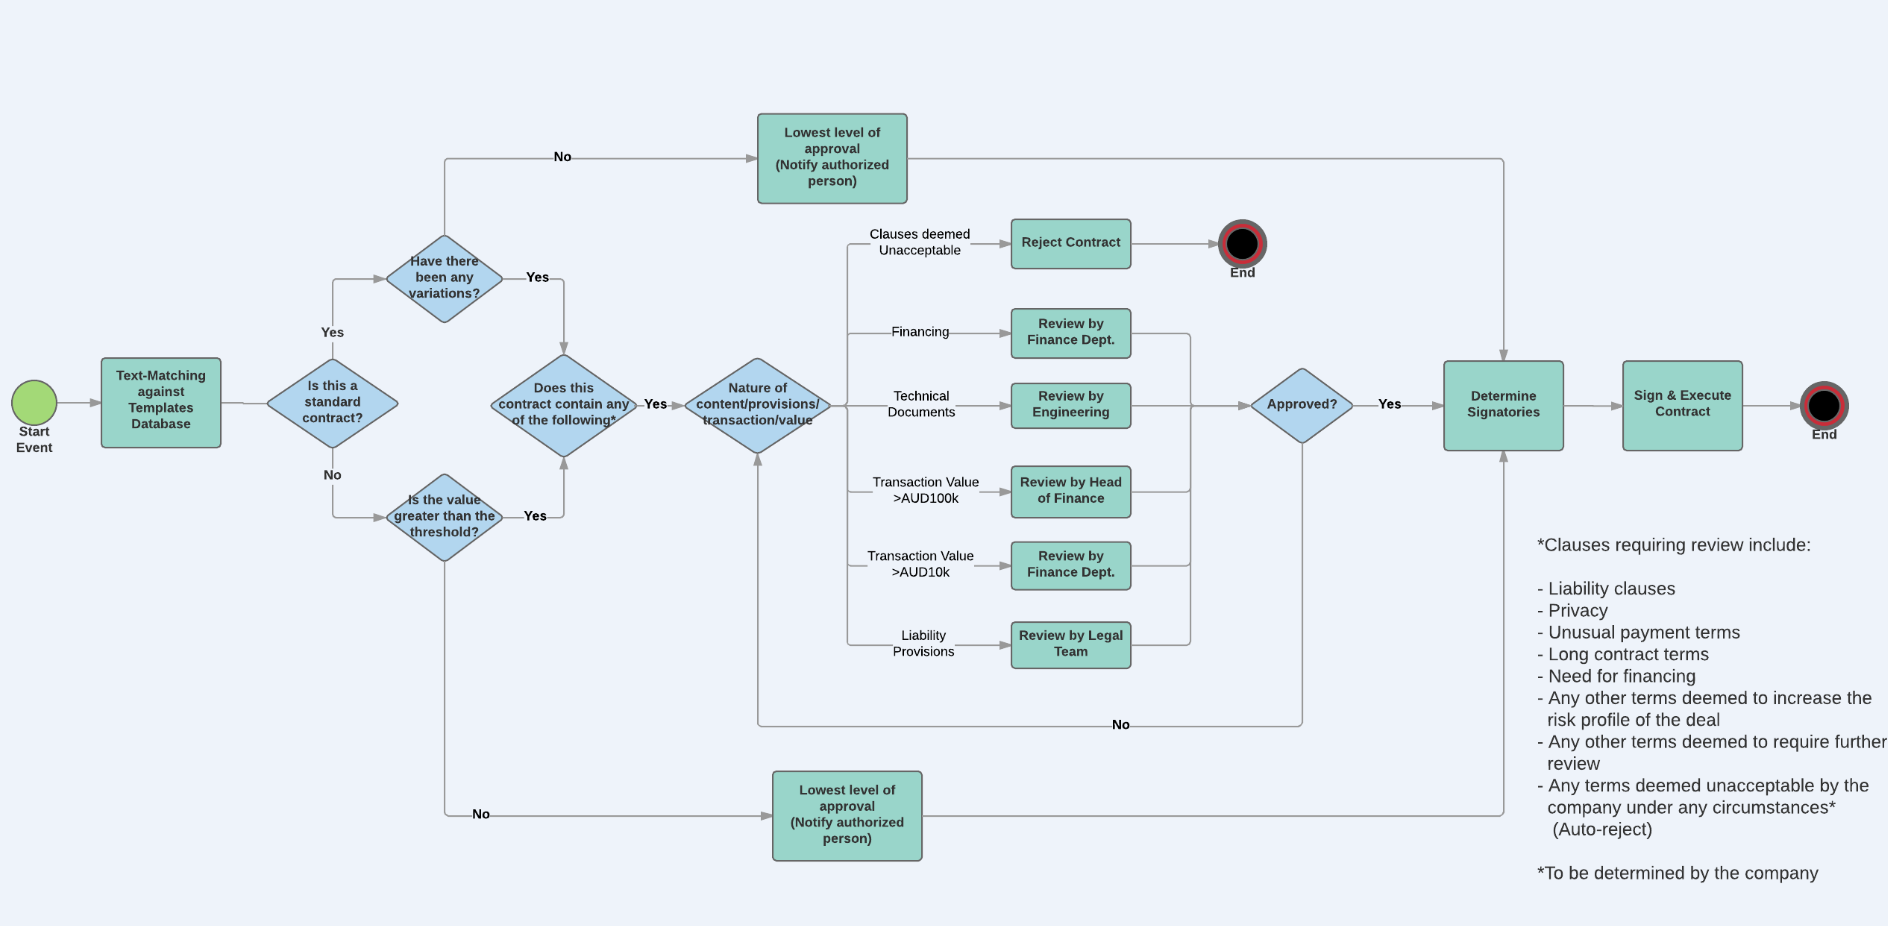 Start
Event
Text-Matching
against
Templates
Database
Is this a
standard
contract?
Yes
No
Have there
been any
variations?
No
Yes
Is the value
greater than the
threshold?
Yes
No
Lowest level of
approval
(Notify authorized
person)
Does this
contract contain any
of the following*
Yes
Nature of
content/provisions/
transaction/value
Clauses deemed
Unacceptable
Reject Contract
End
Financing
Review by
Finance Dept.
Technical
Documents
Review by
Engineering
Transaction Value
>AUD100k
Review by Head
of Finance
Transaction Value
>AUD10k
Review by
Finance Dept.
Liability
Provisions
Review by Legal
Team
Approved?
Yes
No
Lowest level of
approval
(Notify authorized
person)
Determine
Signatories
Sign & Execute
Contract
End
*Clauses requiring review include:
- Liability clauses
- Privacy
- Unusual payment terms
- Long contract terms
- Need for financing
- Any other terms deemed to increase the
risk profile of the deal
- Any other terms deemed to require further
review
- Any terms deemed unacceptable by the
company under any circumstances*
(Auto-reject)
*To be determined by the company